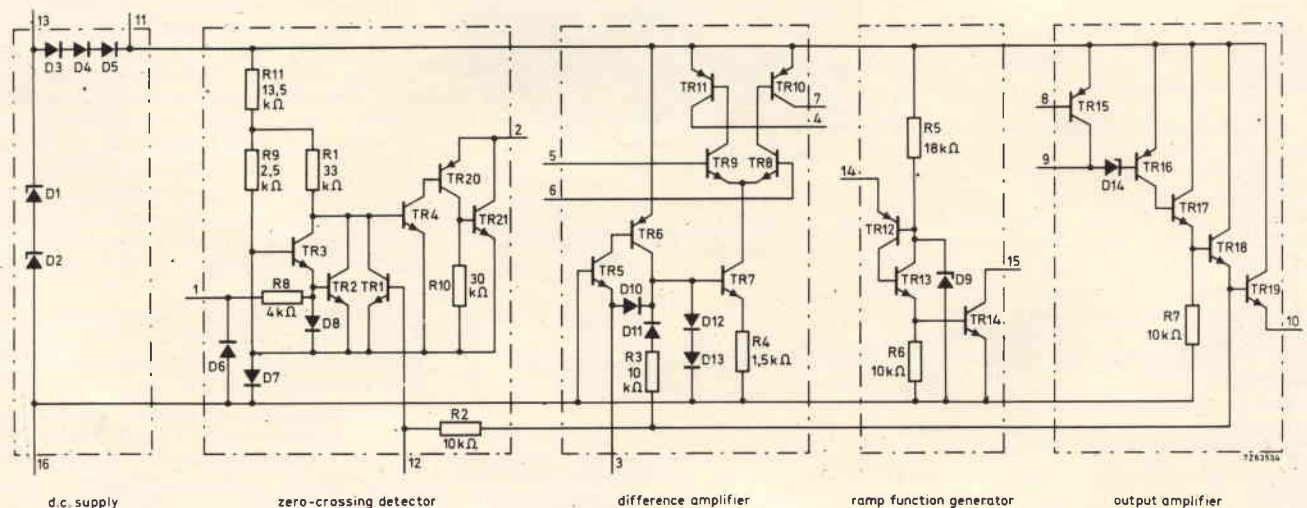 13
11
D3 D4 D5
D1
D2
16
R11
13,5
kΩ
R9
2,5
kΩ
R1
33
kΩ
2
TR20
TR4
TR21
TR3
R8
4kΩ
1
TR2
TR1
R10
30
kΩ
D8
D6
D7
R2
10kΩ
12
TR11
TR10
7
4
5
TR9
TR8
6
TR6
TR5
D10
TR7
D11
D12
R3
10
kΩ
D13
R4
1,5kΩ
3
R5
18kΩ
14
TR12
TR13
D9
15
TR14
R6
10kΩ
8
TR15
9
D14
TR16
TR17
TR18
TR19
R7
10kΩ
10
7263534
d.c. supply
zero-crossing detector
difference amplifier
ramp function generator
output amplifier